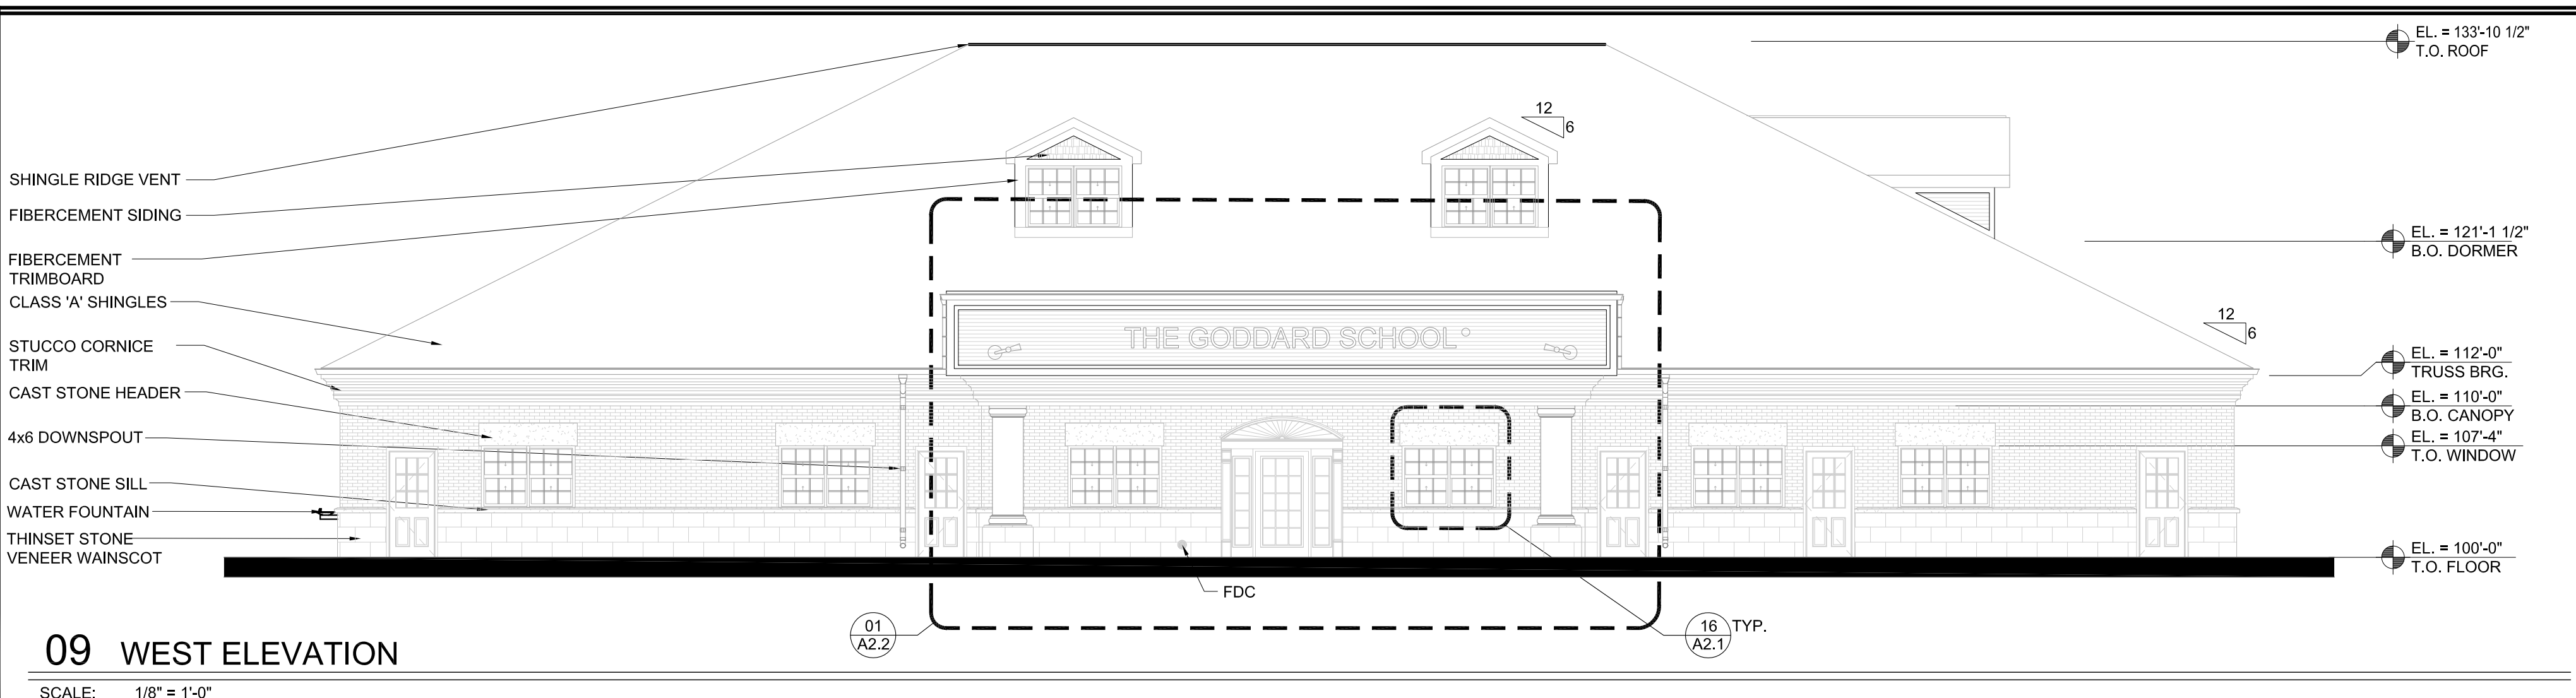 EL. = 133'-10 1/2"
T.O. ROOF
12
6
SHINGLE RIDGE VENT
FIBERCEMENT SIDING
EL. = 121'-1 1/2"
B.O. DORMER
FIBERCEMENT
TRIMBOARD
CLASS 'A' SHINGLES
THE GODDARD SCHOOL
12
6
STUCCO CORNICE
TRIM
EL. = 112'-0"
TRUSS BRG.
CAST STONE HEADER
EL. = 110'-0"
B.O. CANOPY
4x6 DOWNSPOUT
EL. = 107'-4"
T.O. WINDOW
CAST STONE SILL
WATER FOUNTAIN
THINSET STONE
VENEER WAINSCOT
EL. = 100'-0"
T.O. FLOOR
FDC
01
A2.2
16
A2.1
TYP.
09 WEST ELEVATION
SCALE: 1/8" = 1'-0"